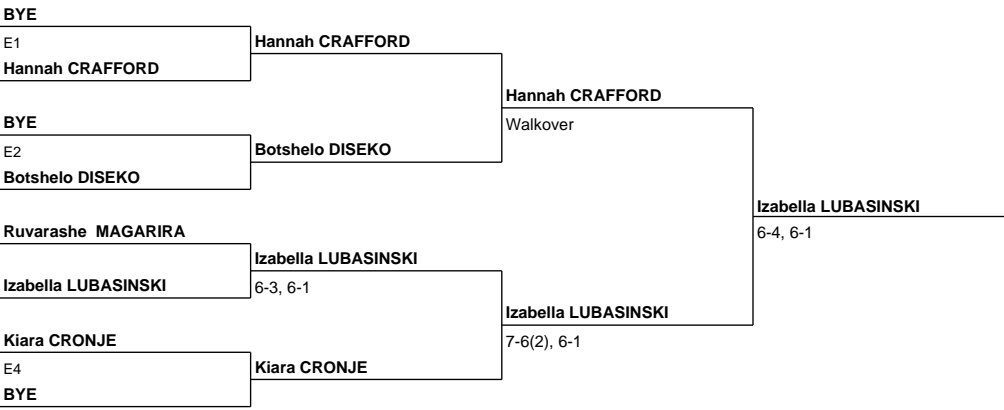 BYE
E1
Hannah CRAFFORD
BYE
E2
Botshelo DISEKO
Ruvarashe MAGARIRA
Izabella LUBASINSKI
Kiara CRONJE
E4
BYE
Hannah CRAFFORD
Botshelo DISEKO
Izabella LUBASINSKI
6-3, 6-1
Kiara CRONJE
Hannah CRAFFORD
Walkover
Izabella LUBASINSKI
7-6(2), 6-1
Izabella LUBASINSKI
6-4, 6-1